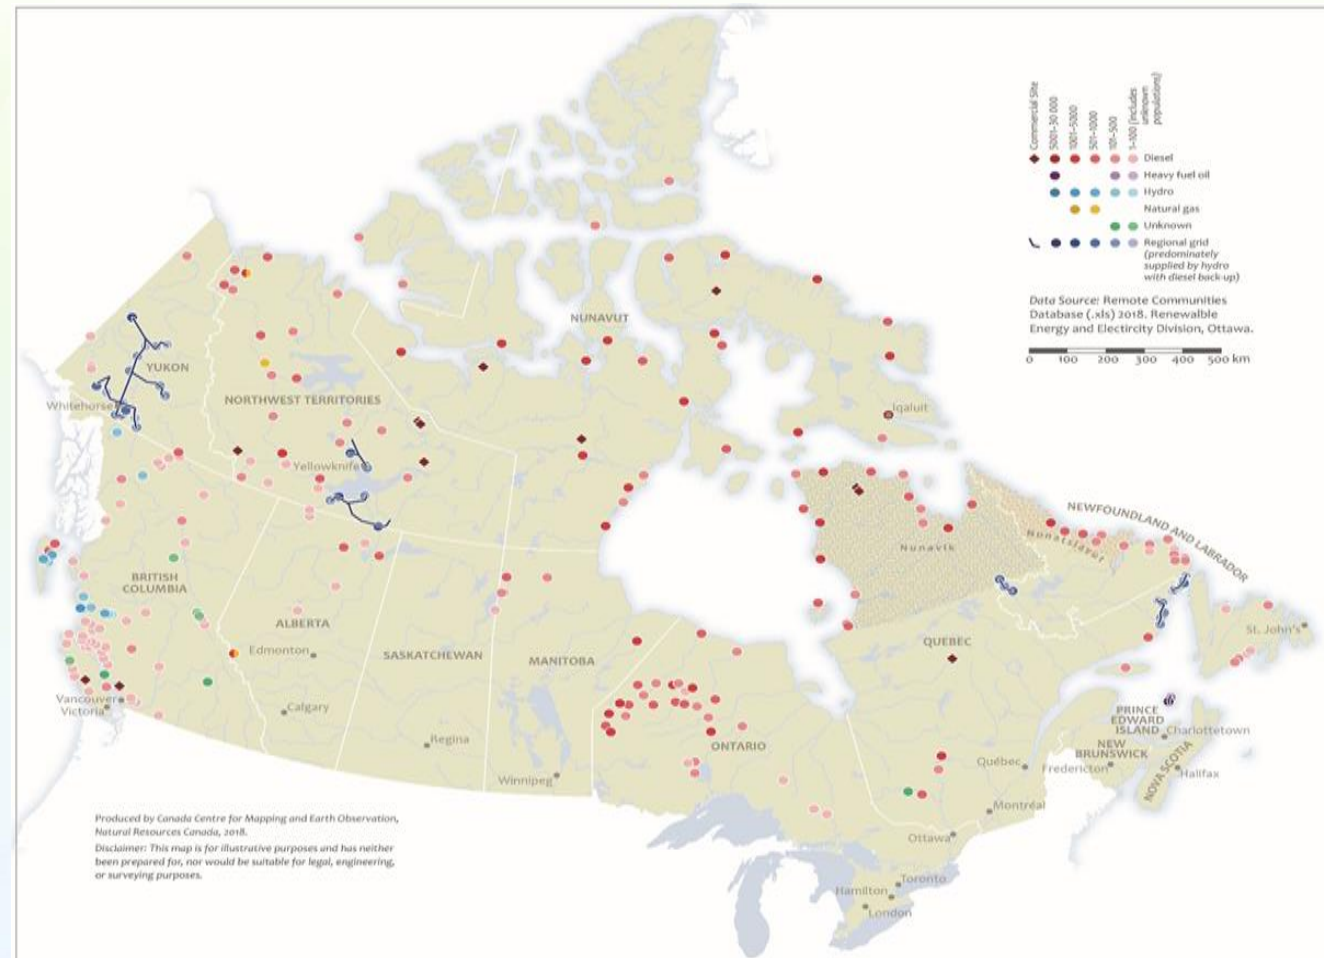 Commercial Site
5001-30 000
1001-5000
501-1000
101-500
1-100 (includes
unknown
populations)
Diesel
Heavy fuel oil
Hydro
Natural gas
Unknown
Regional grid
(predominately
supplied by hydro
with diesel back-up)
Data Source: Remote Communities
Database (.xls) 2018. Renewalble
Energy and Electircity Division, Ottawa.
0 100 200 300 400 500 km
NUNAVUT
YUKON
NORTHWEST TERRITORIES
Whitehorse
Iqaluit
Yellowknife
NEWFOUNDLAND AND LABRADOR
Nunavik
Nunatsiavut
BRITISH
COLUMBIA
ALBERTA
Edmonton
SASKATCHEWAN
MANITOBA
QUEBEC
St. John's
Vancouver
Victoria
Calgary
Regina
Winnipeg
ONTARIO
PRINCE
EDWARD
ISLAND
Charlottetown
NEW
BRUNSWICK
Fredericton
NOVA SCOTIA
Halifax
Québec
Montréal
Ottawa
Toronto
Hamilton
London
Produced by Canada Centre for Mapping and Earth Observation,
Natural Resources Canada, 2018.
Disclaimer: This map is for illustrative purposes and has neither
been prepared for, nor would be suitable for legal, engineering,
or surveying purposes.